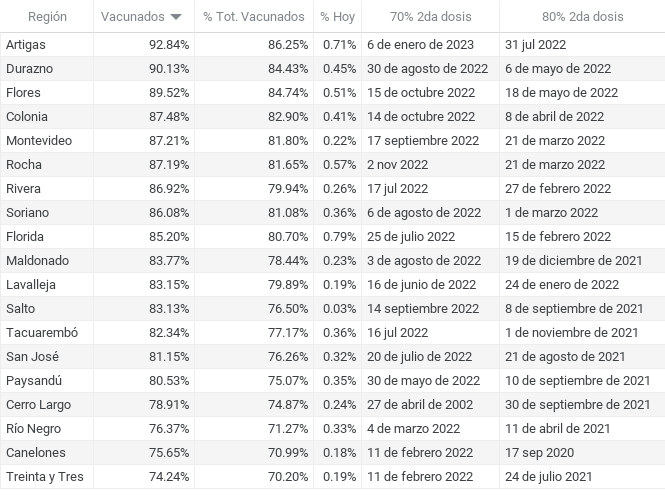 Región Vacunados % Tot. Vacunados % Hoy 70% 2da dosis 80% 2da dosis
Artigas 92.84% 86.25% 0.71% 6 de enero de 2023 31 jul 2022
Durazno 90.13% 84.43% 0.45% 30 de agosto de 2022 6 de mayo de 2022
Flores 89.52% 84.74% 0.51% 15 de octubre 2022 18 de mayo de 2022
Colonia 87.48% 82.90% 0.41% 14 de octubre 2022 8 de abril de 2022
Montevideo 87.21% 81.80% 0.22% 17 septiembre 2022 21 de marzo 2022
Rocha 87.19% 81.65% 0.57% 2 nov 2022 21 de marzo 2022
Rivera 86.92% 79.94% 0.26% 17 jul 2022 27 de febrero 2022
Soriano 86.08% 81.08% 0.36% 6 de agosto de 2022 1 de marzo 2022
Florida 85.20% 80.70% 0.79% 25 de julio 2022 15 de febrero 2022
Maldonado 83.77% 78.44% 0.23% 3 de agosto de 2022 19 de diciembre de 2021
Lavalleja 83.15% 79.89% 0.19% 16 de junio de 2022 24 de enero de 2022
Salto 83.13% 76.50% 0.03% 14 septiembre 2022 8 de septiembre de 2021
Tacuarembó 82.34% 77.17% 0.36% 16 jul 2022 1 de noviembre de 2021
San José 81.15% 76.26% 0.32% 20 de julio de 2022 21 de agosto de 2021
Paysandú 80.53% 75.07% 0.35% 30 de mayo de 2022 10 de septiembre de 2021
Cerro Largo 78.91% 74.87% 0.24% 27 de abril de 2002 30 de septiembre de 2021
Río Negro 76.37% 71.27% 0.33% 4 de marzo 2022 11 de abril de 2021
Canelones 75.65% 70.99% 0.18% 11 de febrero 2022 17 sep 2020
Treinta y Tres 74.24% 70.20% 0.19% 11 de febrero 2022 24 de julio 2021